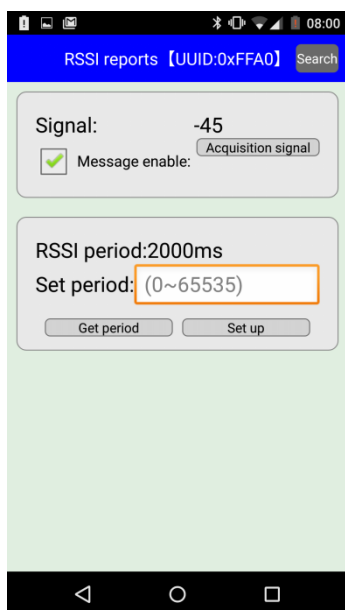 08:00
RSSI reports【UUID:0xFFA0】 Search
Signal: -45
Message enable: Acquisition signal
RSSI period:2000ms
Set period: (0~65535)
Get period Set up